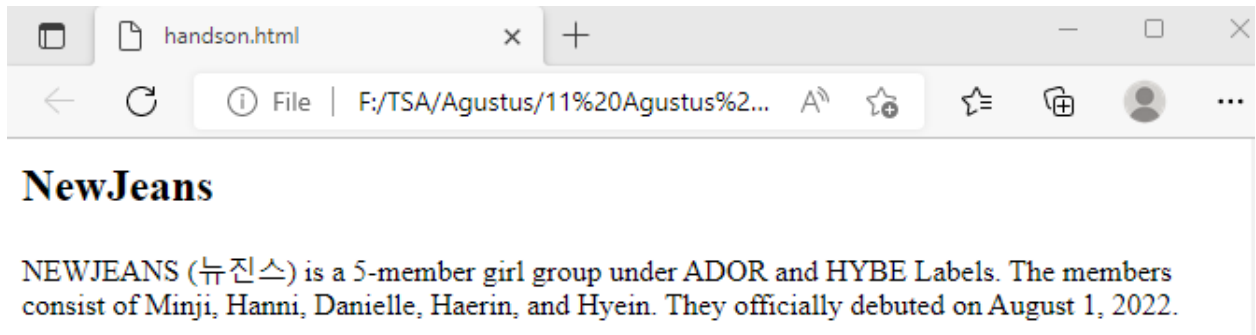 handson.html
File | F:/TSA/Agustus/11%20Agustus%2...
NewJeans
NEWJEANS (뉴진스) is a 5-member girl group under ADOR and HYBE Labels. The members
consist of Minji, Hanni, Danielle, Haerin, and Hyein. They officially debuted on August 1, 2022.